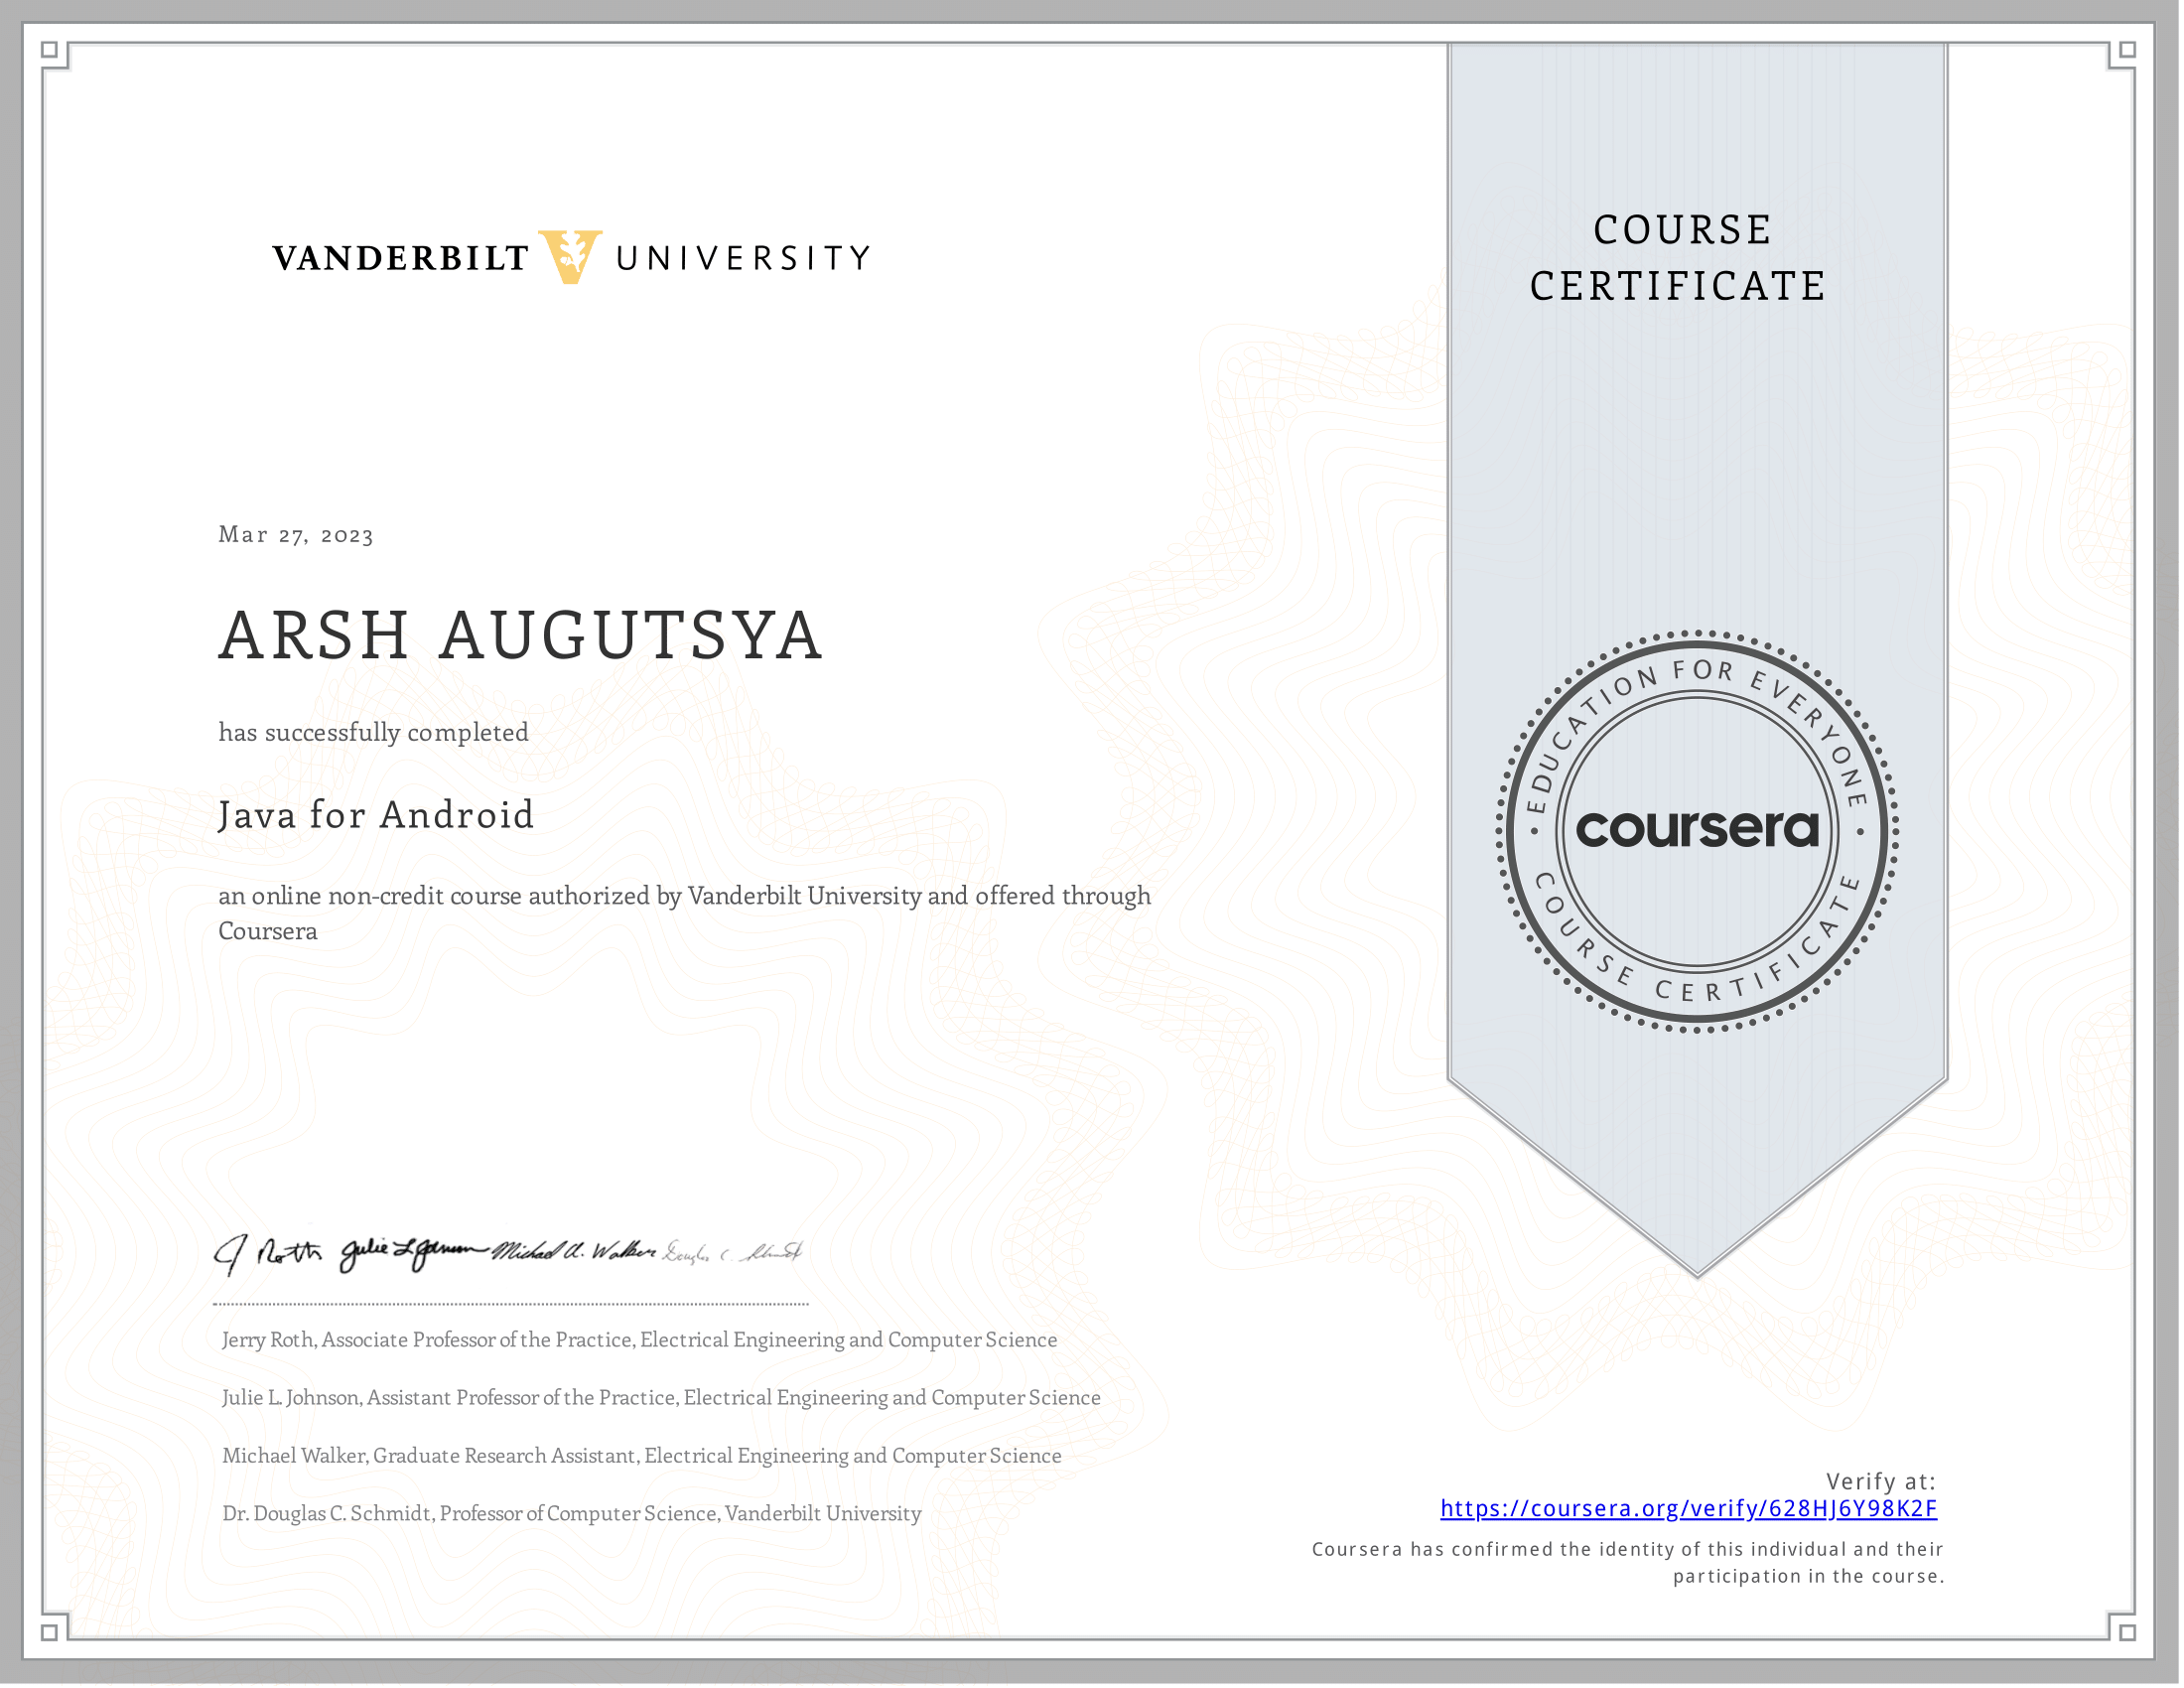 VANDERBILT UNIVERSITY
COURSE
CERTIFICATE
Mar 27, 2023
ARSH AUGUTSYA
has successfully completed
Java for Android
an online non-credit course authorized by Vanderbilt University and offered through
Coursera
EDUCATION FOR EVERYONE
coursera
COURSE CERTIFICATE
J Roth Julie L Johnson Michael A. Walker Douglas C. Schmidt
Jerry Roth, Associate Professor of the Practice, Electrical Engineering and Computer Science
Julie L. Johnson, Assistant Professor of the Practice, Electrical Engineering and Computer Science
Michael Walker, Graduate Research Assistant, Electrical Engineering and Computer Science
Dr. Douglas C. Schmidt, Professor of Computer Science, Vanderbilt University
Verify at:
https://coursera.org/verify/628HJ6Y98K2F
Coursera has confirmed the identity of this individual and their
participation in the course.